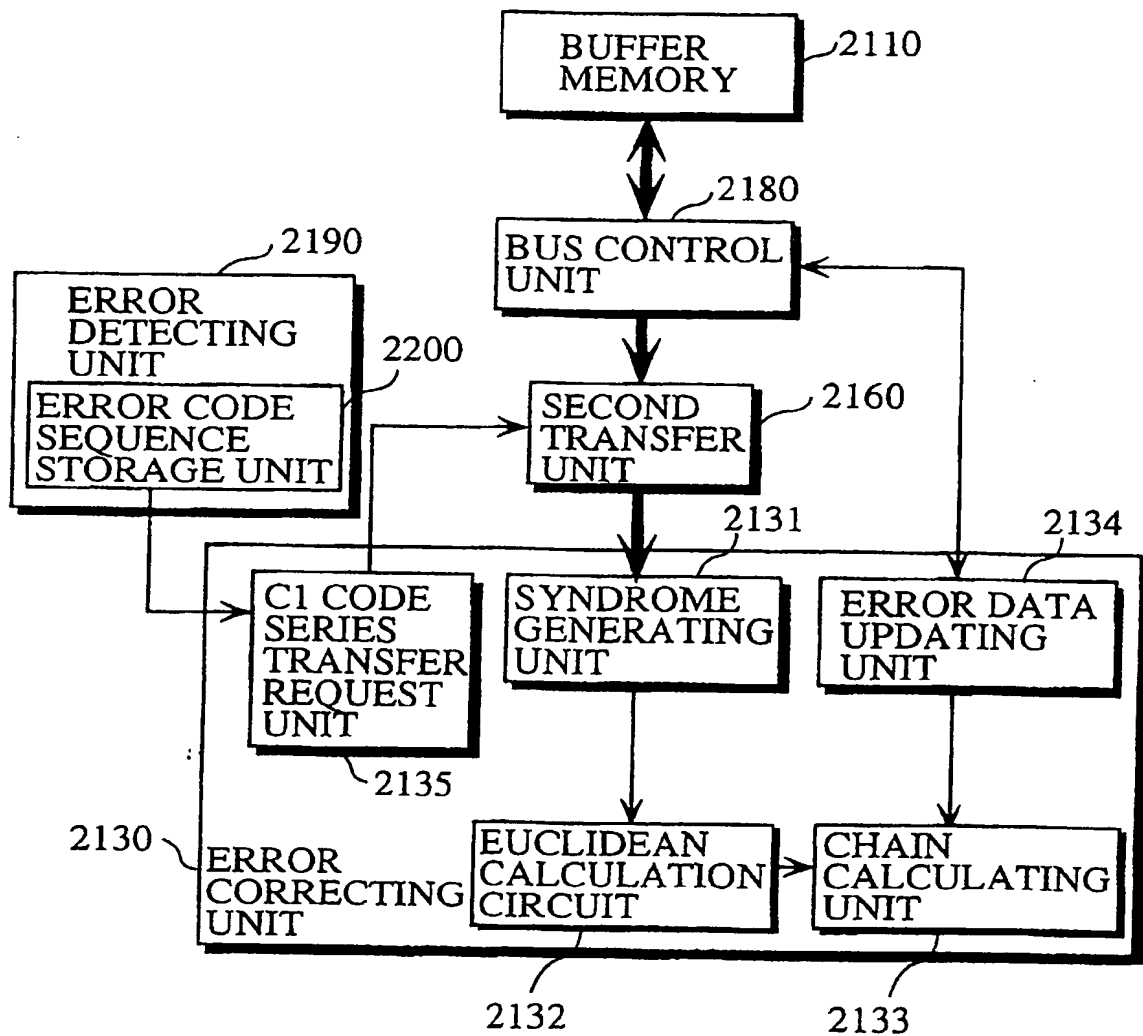 BUFFER
MEMORY
2110
2180
BUS CONTROL
UNIT
2190
ERROR
DETECTING
UNIT
2200
ERROR CODE
SEQUENCE
STORAGE UNIT
SECOND
TRANSFER
UNIT
2160
2131
2134
C1 CODE
SERIES
TRANSFER
REQUEST
UNIT
2135
SYNDROME
GENERATING
UNIT
ERROR DATA
UPDATING
UNIT
2130
ERROR
CORRECTING
UNIT
EUCLIDEAN
CALCULATION
CIRCUIT
CHAIN
CALCULATING
UNIT
2132
2133